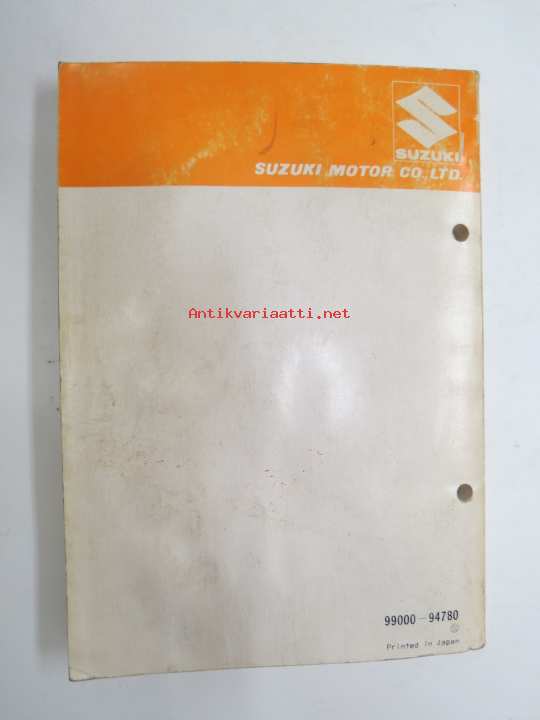 SUZUKI
SUZUKI MOTOR CO., LTD.
Antikvariaatti.net
99000-94780
Printed in Japan